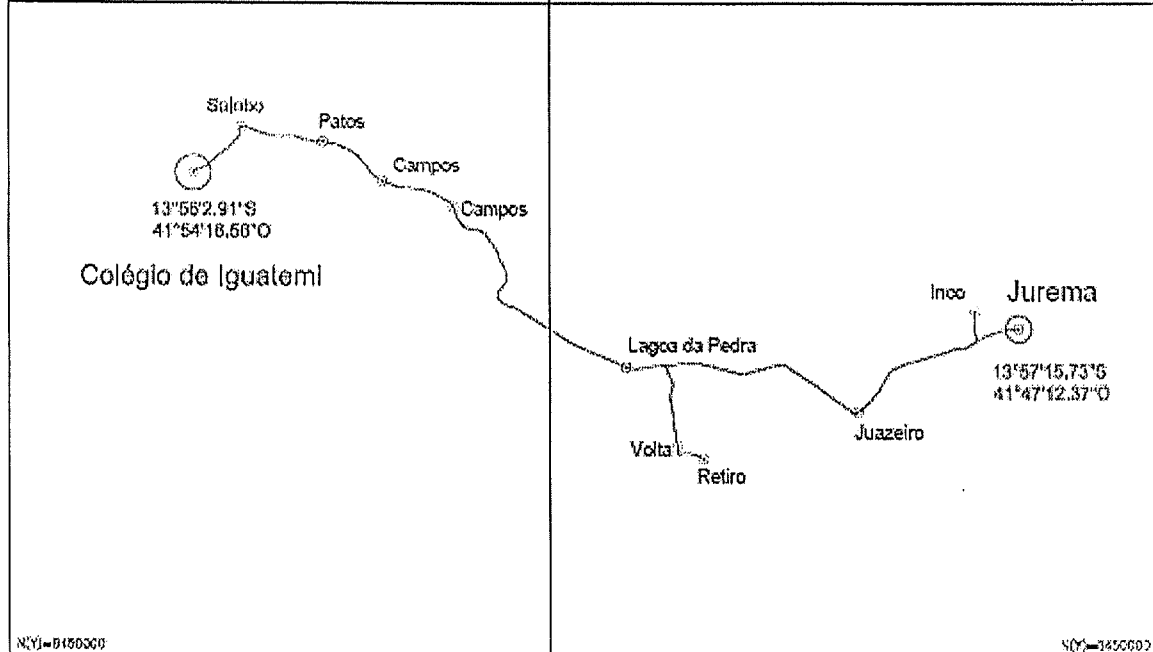 Patos
Campos
Campos
13°56'2.91"S
41°54'16,56"O
Colégio de Iguatemi
Inco
Jurema
Lagoa da Pedra
13°57'15,73"S
41°47'12.37"O
Juazeiro
Volta
Retiro